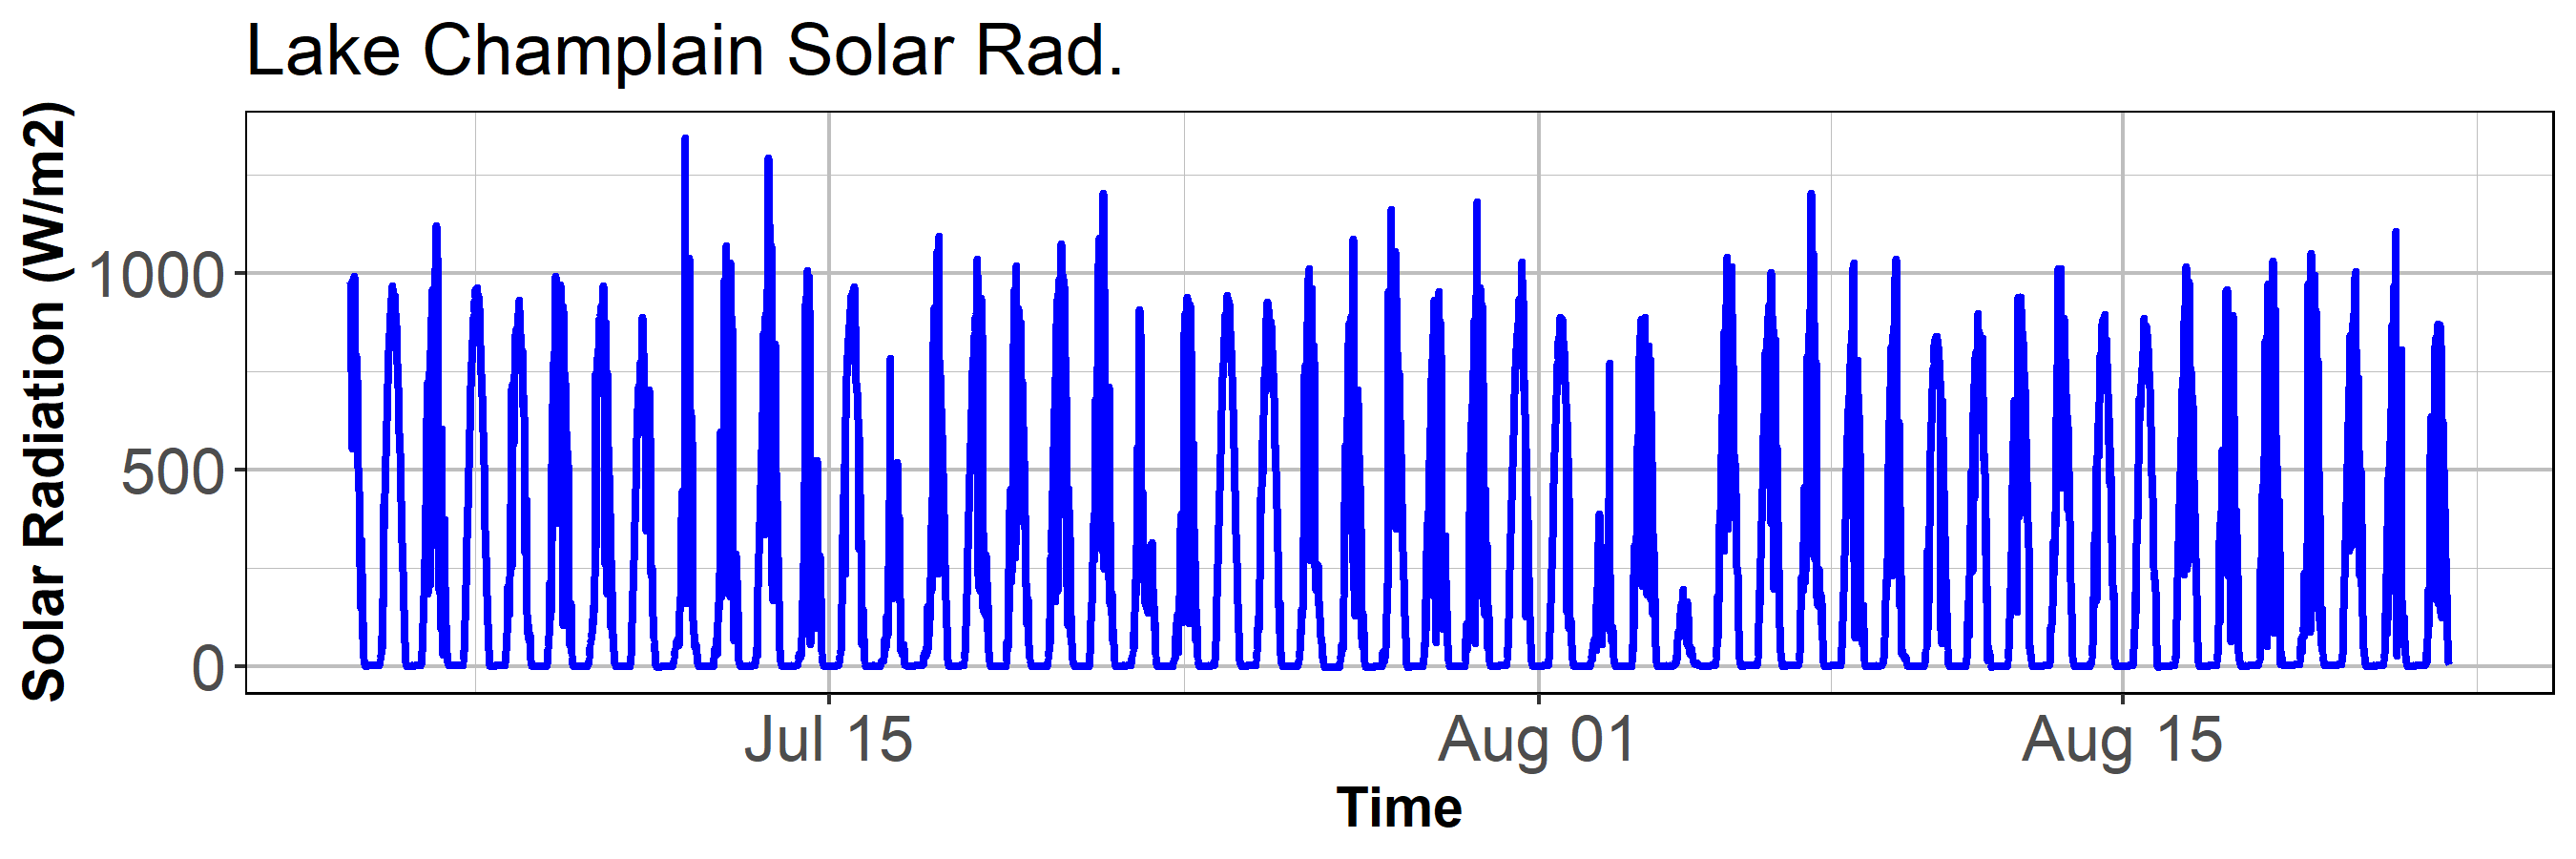 Lake Champlain Solar Rad.
Solar Radiation (W/m2)
1000
500
0
Jul 15
Aug 01
Aug 15
Time